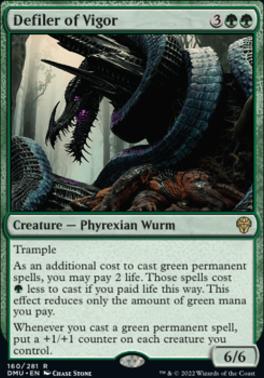 Defiler of Vigor 3
Creature — Phyrexian Wurm
Trample
As an additional cost to cast green permanent
spells, you may pay 2 life. Those spells cost
less to cast if you paid life this way. This
effect reduces only the amount of green mana
you pay.
Whenever you cast a green permanent spell,
put a +1/+1 counter on each creature you
control.
6/6
160/281 R
DMU • EN CHASE STONE
™ & © 2022 Wizards of the Coast